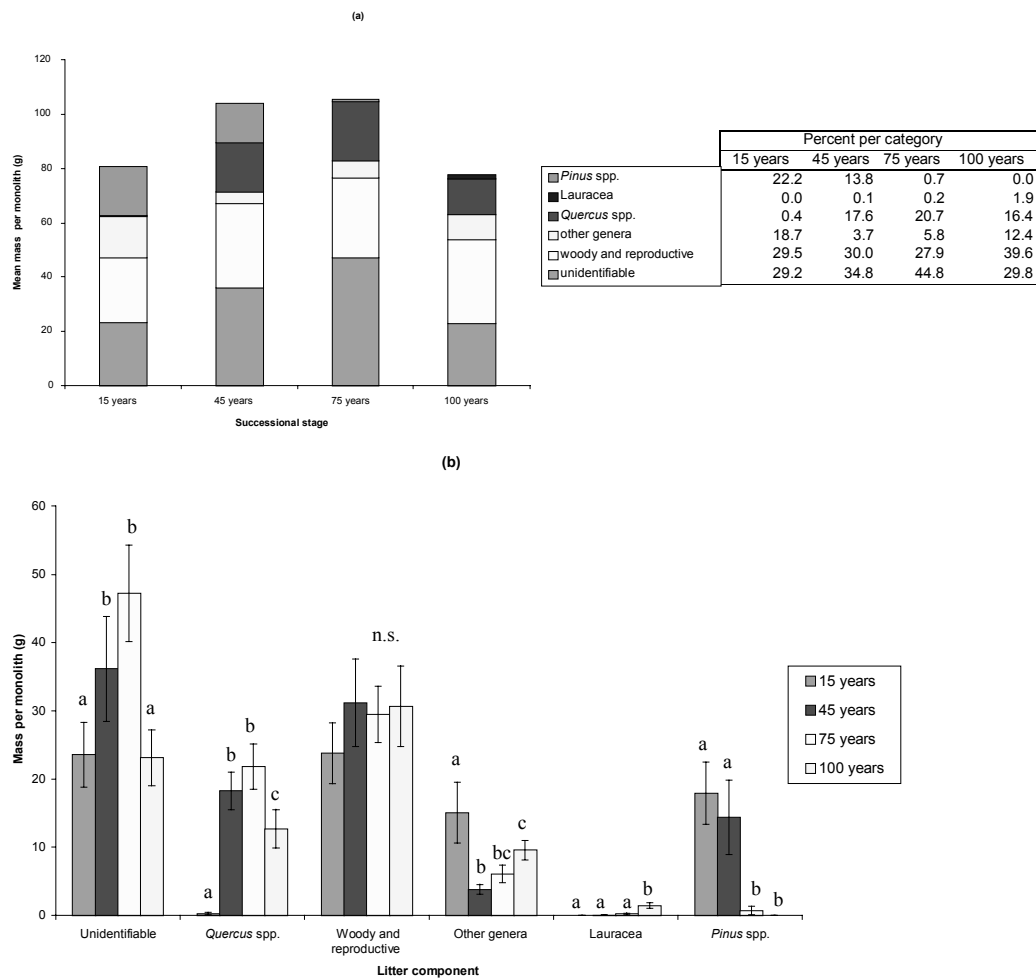 (a)
120
100
80
60
40
20
0
Mean mass per monolith (g)
15 years 45 years 75 years 100 years
Successional stage
Percent per category
15 years 45 years 75 years 100 years
Pinus spp. 22.2 13.8 0.7 0.0
Lauracea 0.0 0.1 0.2 1.9
Quercus spp. 0.4 17.6 20.7 16.4
other genera 18.7 3.7 5.8 12.4
woody and reproductive 29.5 30.0 27.9 39.6
unidentifiable 29.2 34.8 44.8 29.8
(b)
60
50
40
30
20
10
0
Mass per monolith (g)
a b b a
a b b c
n.s.
a b bc c
a a a b
a a b b
Unidentifiable Quercus spp. Woody and Other genera Lauracea Pinus spp.
reproductive
Litter component
15 years
45 years
75 years
100 years